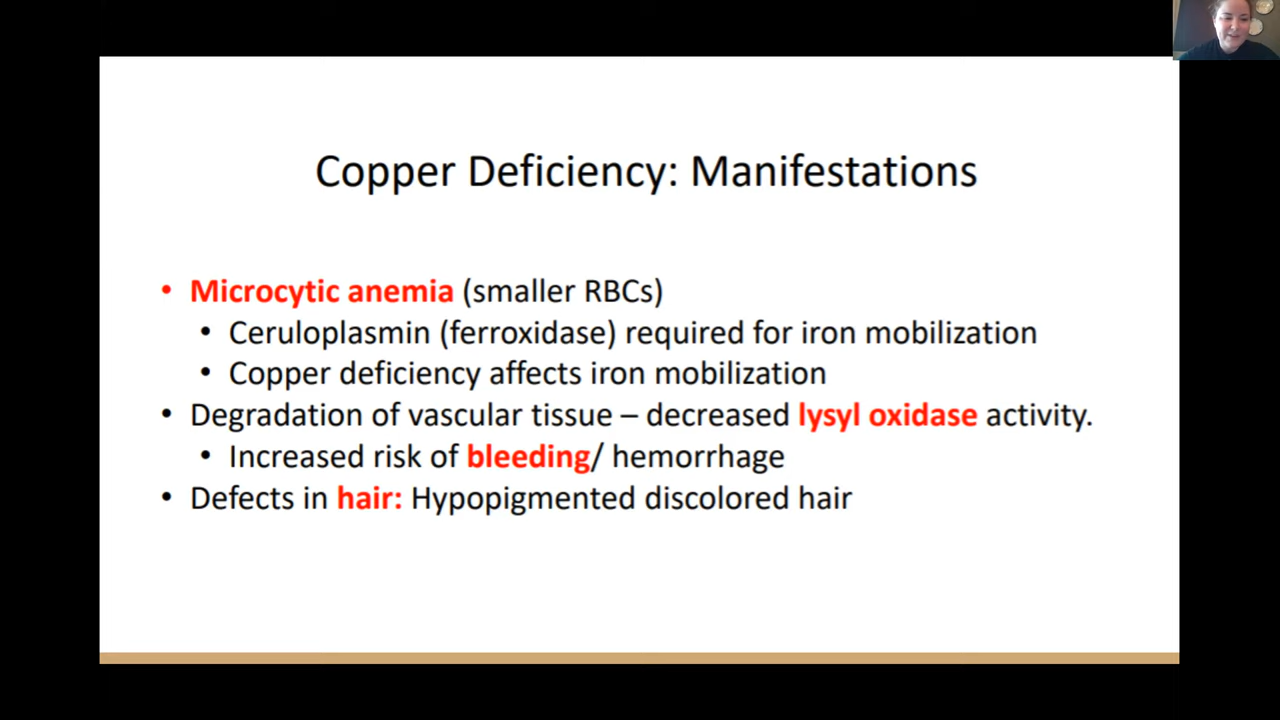 Copper Deficiency: Manifestations
• Microcytic anemia (smaller RBCs)
• Ceruloplasmin (ferroxidase) required for iron mobilization
• Copper deficiency affects iron mobilization
• Degradation of vascular tissue – decreased lysyl oxidase activity.
• Increased risk of bleeding/ hemorrhage
• Defects in hair: Hypopigmented discolored hair